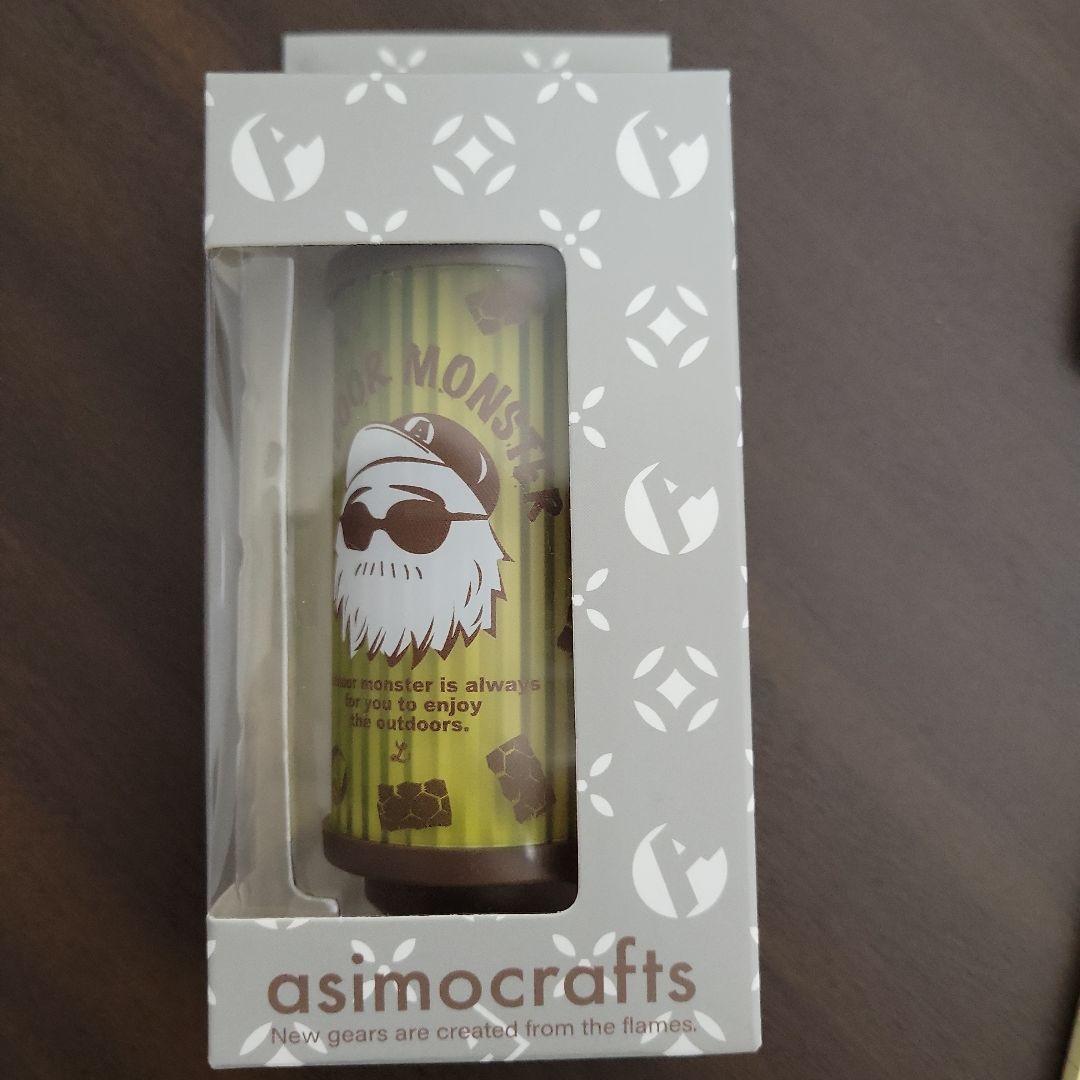 MONSTER
A
monster is always
for you to enjoy
the outdoors.
asimocrafts
New gears are created from the flames.